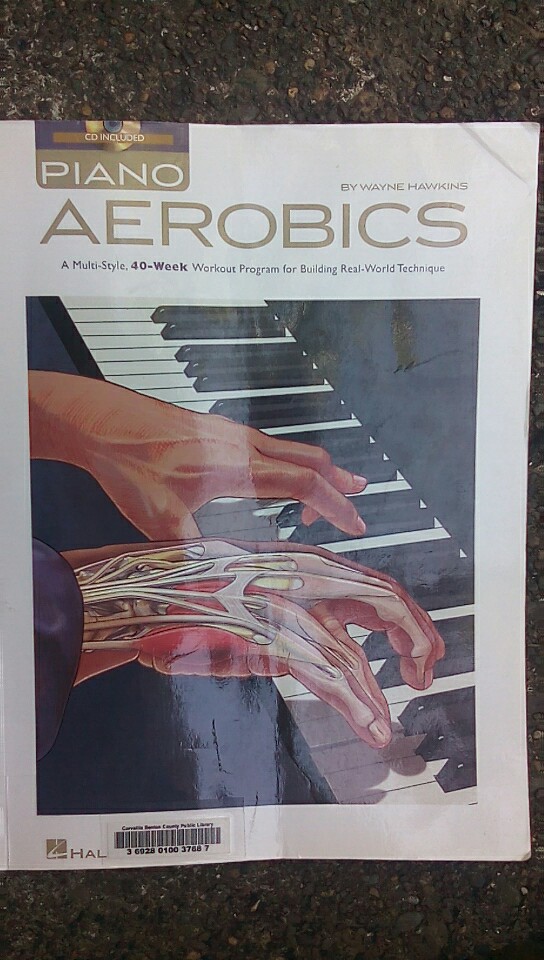 CD INCLUDED
PIANO
BY WAYNE HAWKINS
AEROBICS
A Multi-Style, 40-Week Workout Program for Building Real-World Technique
HAL
Corvallis Benton County Public Library
3 6928 0100 3768 7